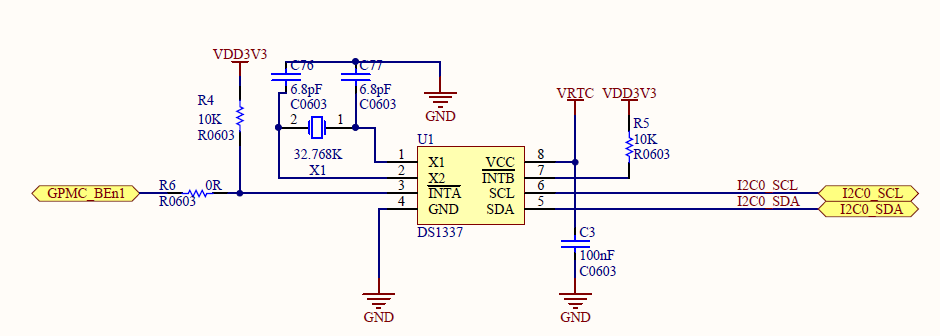 VDD3V3
C76
C77
6.8pF
6.8pF
C0603
C0603
GND
R4
10K
R0603
2
1
32.768K
X1
VRTC
VDD3V3
R5
10K
R0603
U1
1
X1
VCC
8
2
X2
INTB
7
3
INTA
SCL
6
4
GND
SDA
5
DS1337
GPMC_BEn1
R6
0R
R0603
I2C0_SCL
I2C0_SCL
I2C0_SDA
I2C0_SDA
C3
100nF
C0603
GND
GND